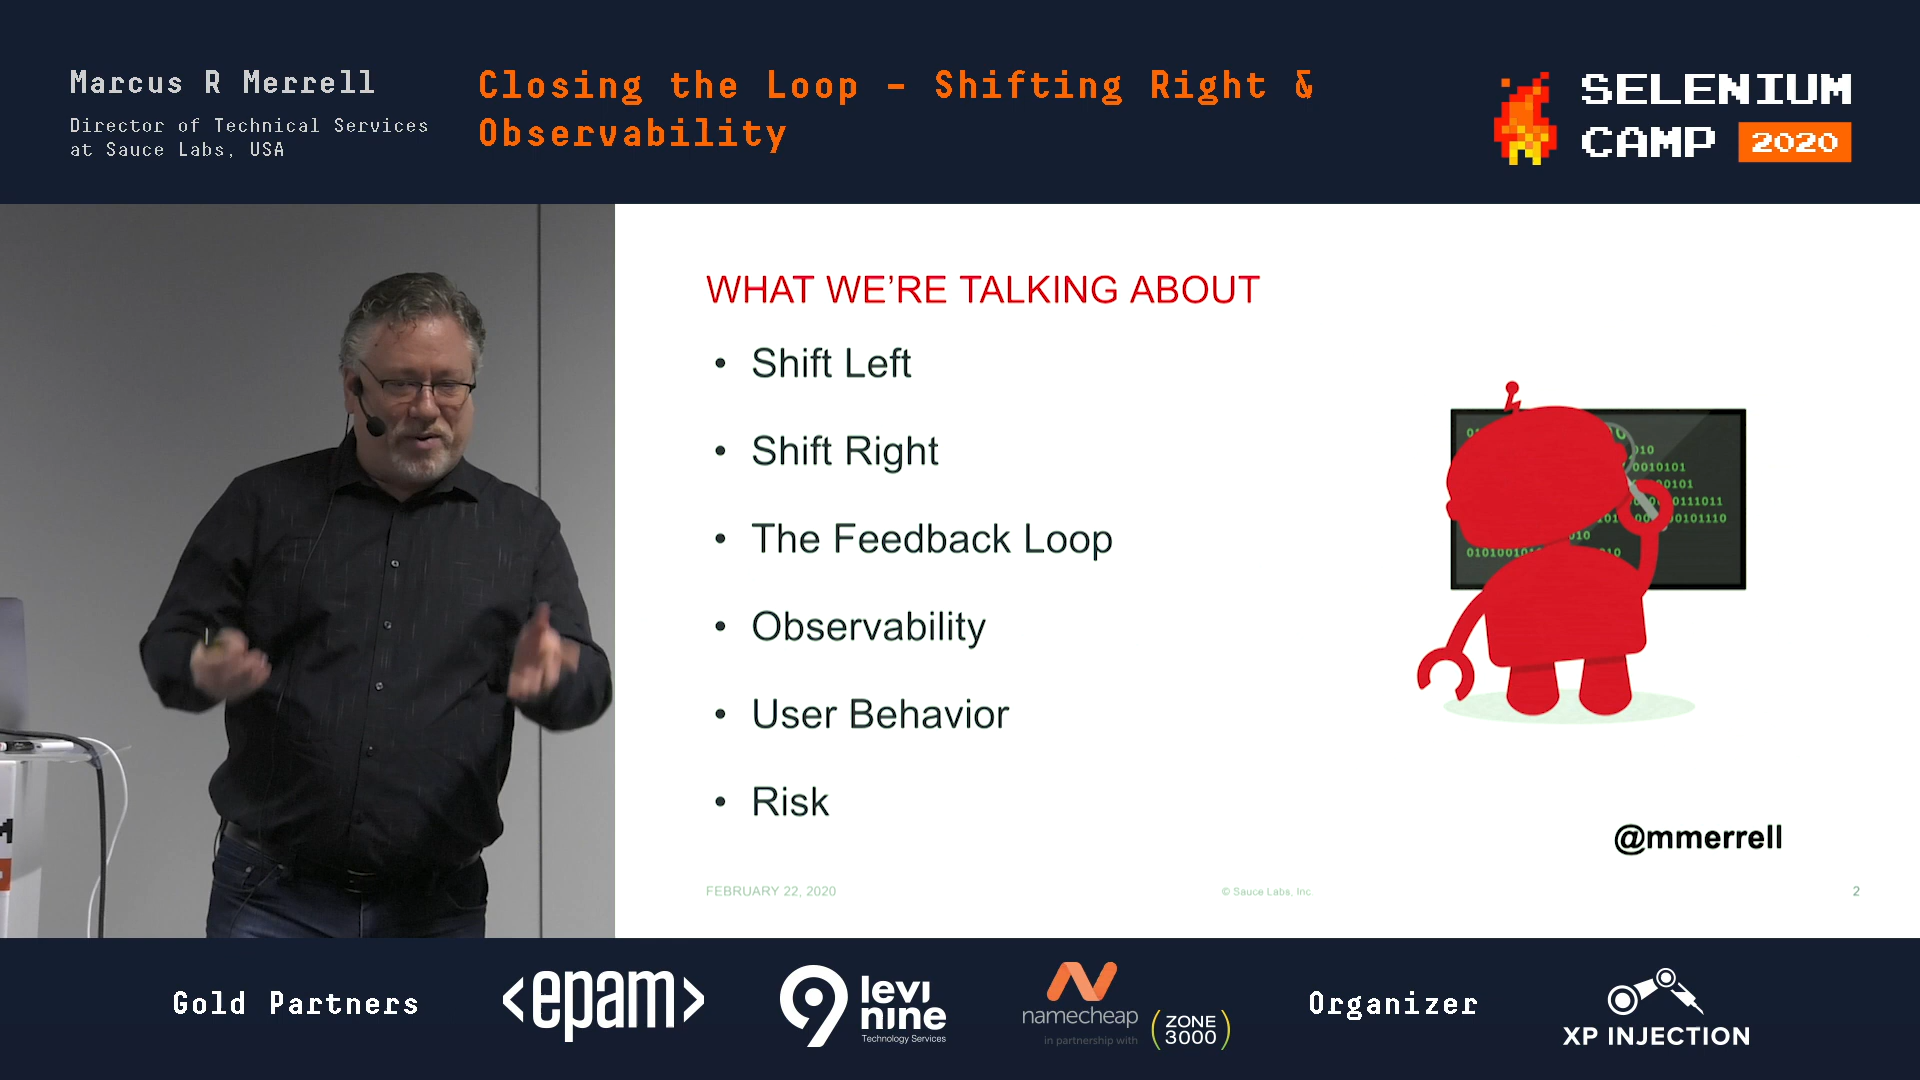 Marcus R Merrell
Director of Technical Services
at Sauce Labs, USA
Closing the Loop – Shifting Right &
Observability
SELENIUM
CAMP 2020
WHAT WE'RE TALKING ABOUT
• Shift Left
• Shift Right
• The Feedback Loop
• Observability
• User Behavior
• Risk
@mmerrell
FEBRUARY 22, 2020
© Sauce Labs, Inc.
2
Gold Partners
<epam>
levi
nine
Technology Services
namecheap
in partnership with
(ZONE
3000)
Organizer
XP INJECTION